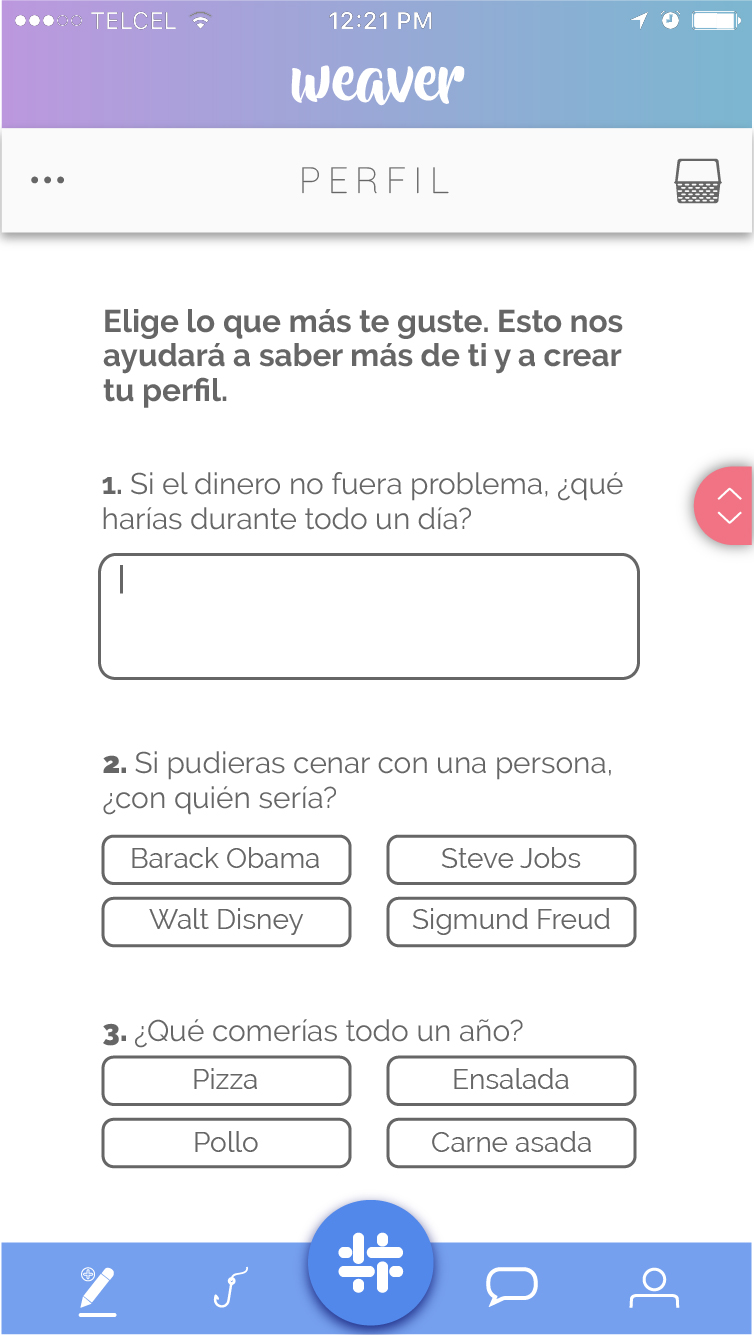 TELCEL 12:21 PM
weaver
PERFIL
Elige lo que más te guste. Esto nos
ayudará a saber más de ti y a crear
tu perfil.
1. Si el dinero no fuera problema, ¿qué
harías durante todo un día?
2. Si pudieras cenar con una persona,
¿con quién sería?
Barack Obama Steve Jobs
Walt Disney Sigmund Freud
3. ¿Qué comerías todo un año?
Pizza Ensalada
Pollo Carne asada